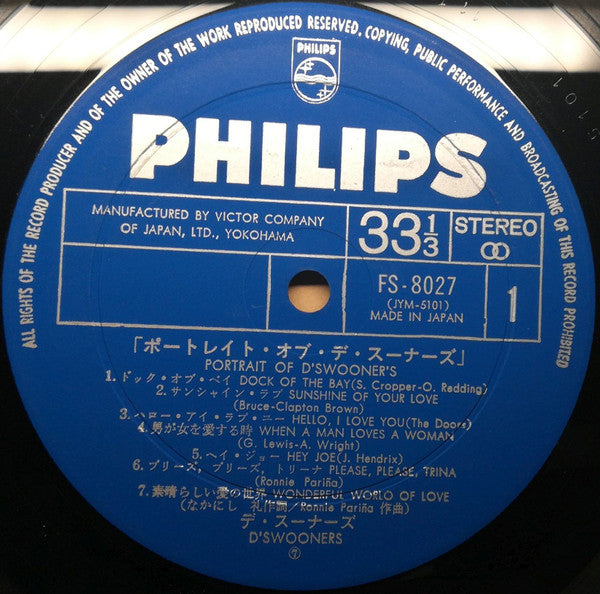 ALL RIGHTS OF THE RECORD PRODUCER AND OF THE OWNER OF THE WORK REPRODUCED RESERVED. COPYING, PUBLIC PERFORMANCE AND BROADCASTING OF THIS RECORD PROHIBITED
PHILIPS
PHILIPS
MANUFACTURED BY VICTOR COMPANY
OF JAPAN, LTD., YOKOHAMA
33 1/3
STEREO
FS-8027
(JYM-5101)
MADE IN JAPAN
1
「ポートレイト・オブ・デ・スーナーズ」
PORTRAIT OF D'SWOONER'S
1. ドック・オブ・ベイ DOCK OF THE BAY(S. Cropper-O. Redding)
2. サンシャイン・ラブ SUNSHINE OF YOUR LOVE
(Bruce-Clapton Brown)
3. ハロー・アイ・ラブ・ユー HELLO, I LOVE YOU(The Doors)
4. 男が女を愛する時 WHEN A MAN LOVES A WOMAN
(G. Lewis-A. Wright)
5. ヘイ・ジョー HEY JOE(J. Hendrix)
6. プリーズ, プリーズ, トリーナ PLEASE, PLEASE, TRINA
(Ronnie Pariña)
7. 素晴らしい愛の世界 WONDERFUL WORLD OF LOVE
(なかにし 礼作詞/Ronnie Pariña 作曲)
デ・スーナーズ
D'SWOONERS
⑦